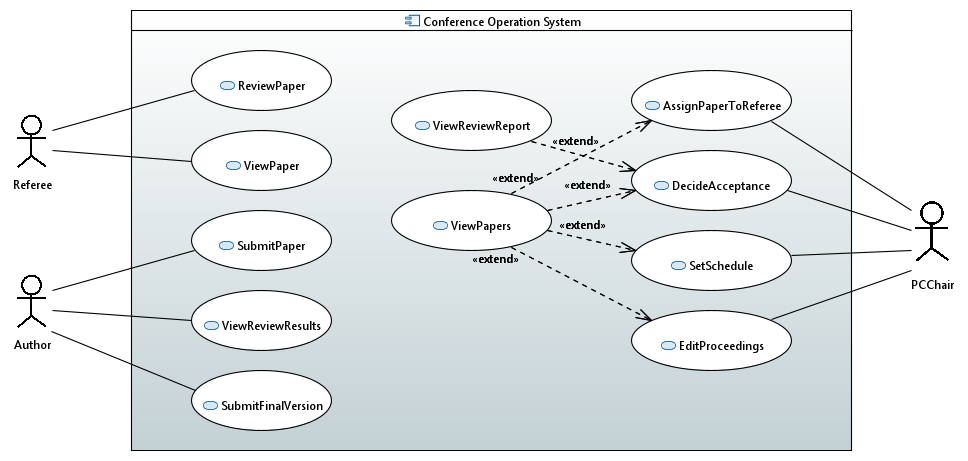 Conference Operation System
ReviewPaper
AssignPaperToReferee
ViewReviewReport
«extend»
ViewPaper
Referee
«extend»
«extend»
DecideAcceptance
ViewPapers
«extend»
SubmitPaper
«extend»
SetSchedule
PCChair
ViewReviewResults
Author
EditProceedings
SubmitFinalVersion